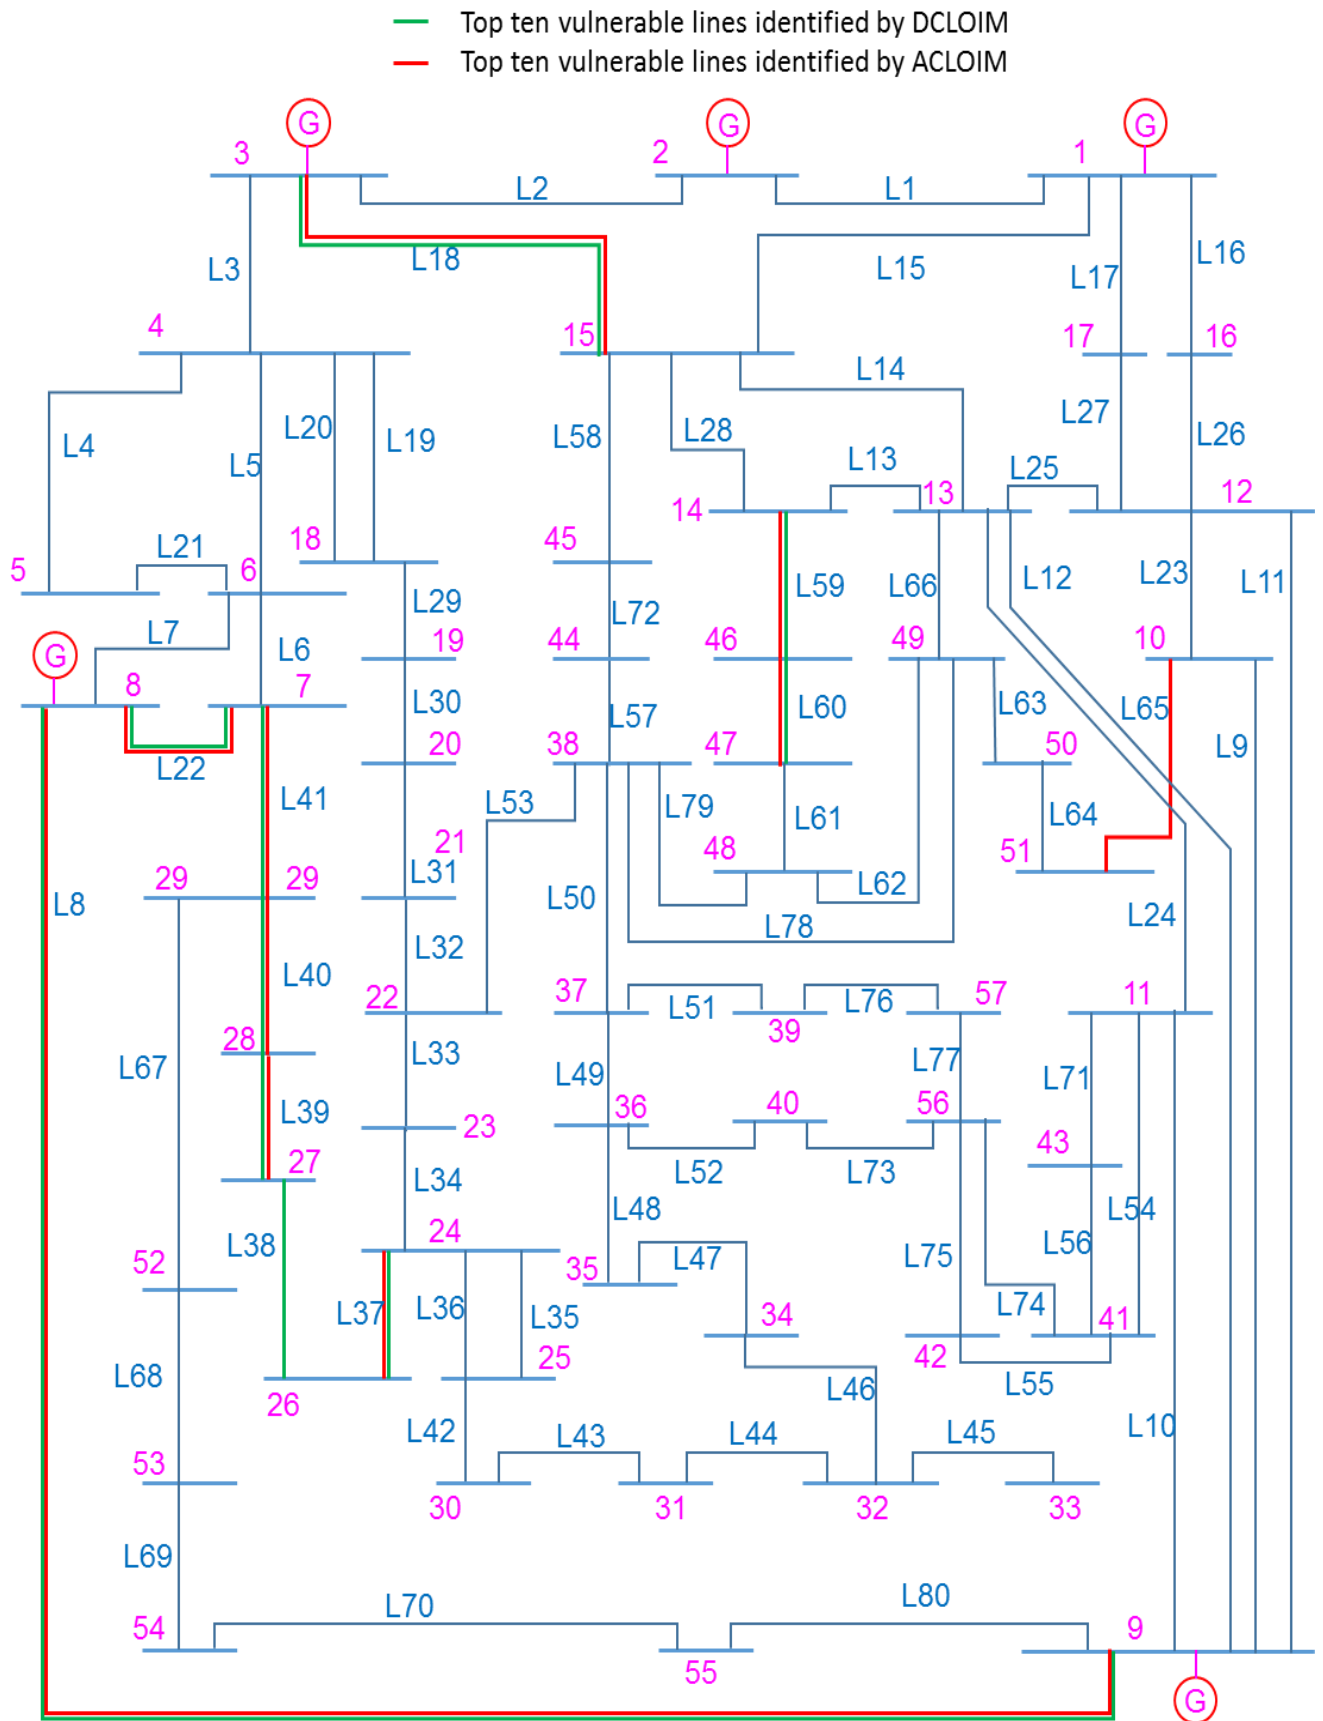 Top ten vulnerable lines identified by DCLOIM
Top ten vulnerable lines identified by ACLOIM
G G G
3 2 1
L2 L1
L18 L15 L3 L17 L16
4 15 17 16
L14
L4 L5 L20 L19 L58 L28 L13 L27 L26
L25
14 13 12
5 L21 6 18 45
L29 L59 L66 L12 L23 L11
L7 L6 19 L72 44 46 49 10
G
8 7 L30 L57 L60 L63 L65 L9
L22 20 38 47 50
L41 L53 L79 L61 L64
21 48 51
29 29 L31 L50 L62
L8 L32 L78 L24
L40 22 37 L51 L76 57 11
39
28 L33 L49 L77 L71
L67 L39 23 36 40 56 43
27 L34 L52 L73
L38 24 L48 L47 L75 L56 L54
52 35
L37 L36 L35 34 L74 41
25 42
L68 26 L46 L55
L42 L43 L44 L45 L10
53
30 31 32 33
L69
L70 L80
54 9
55
G